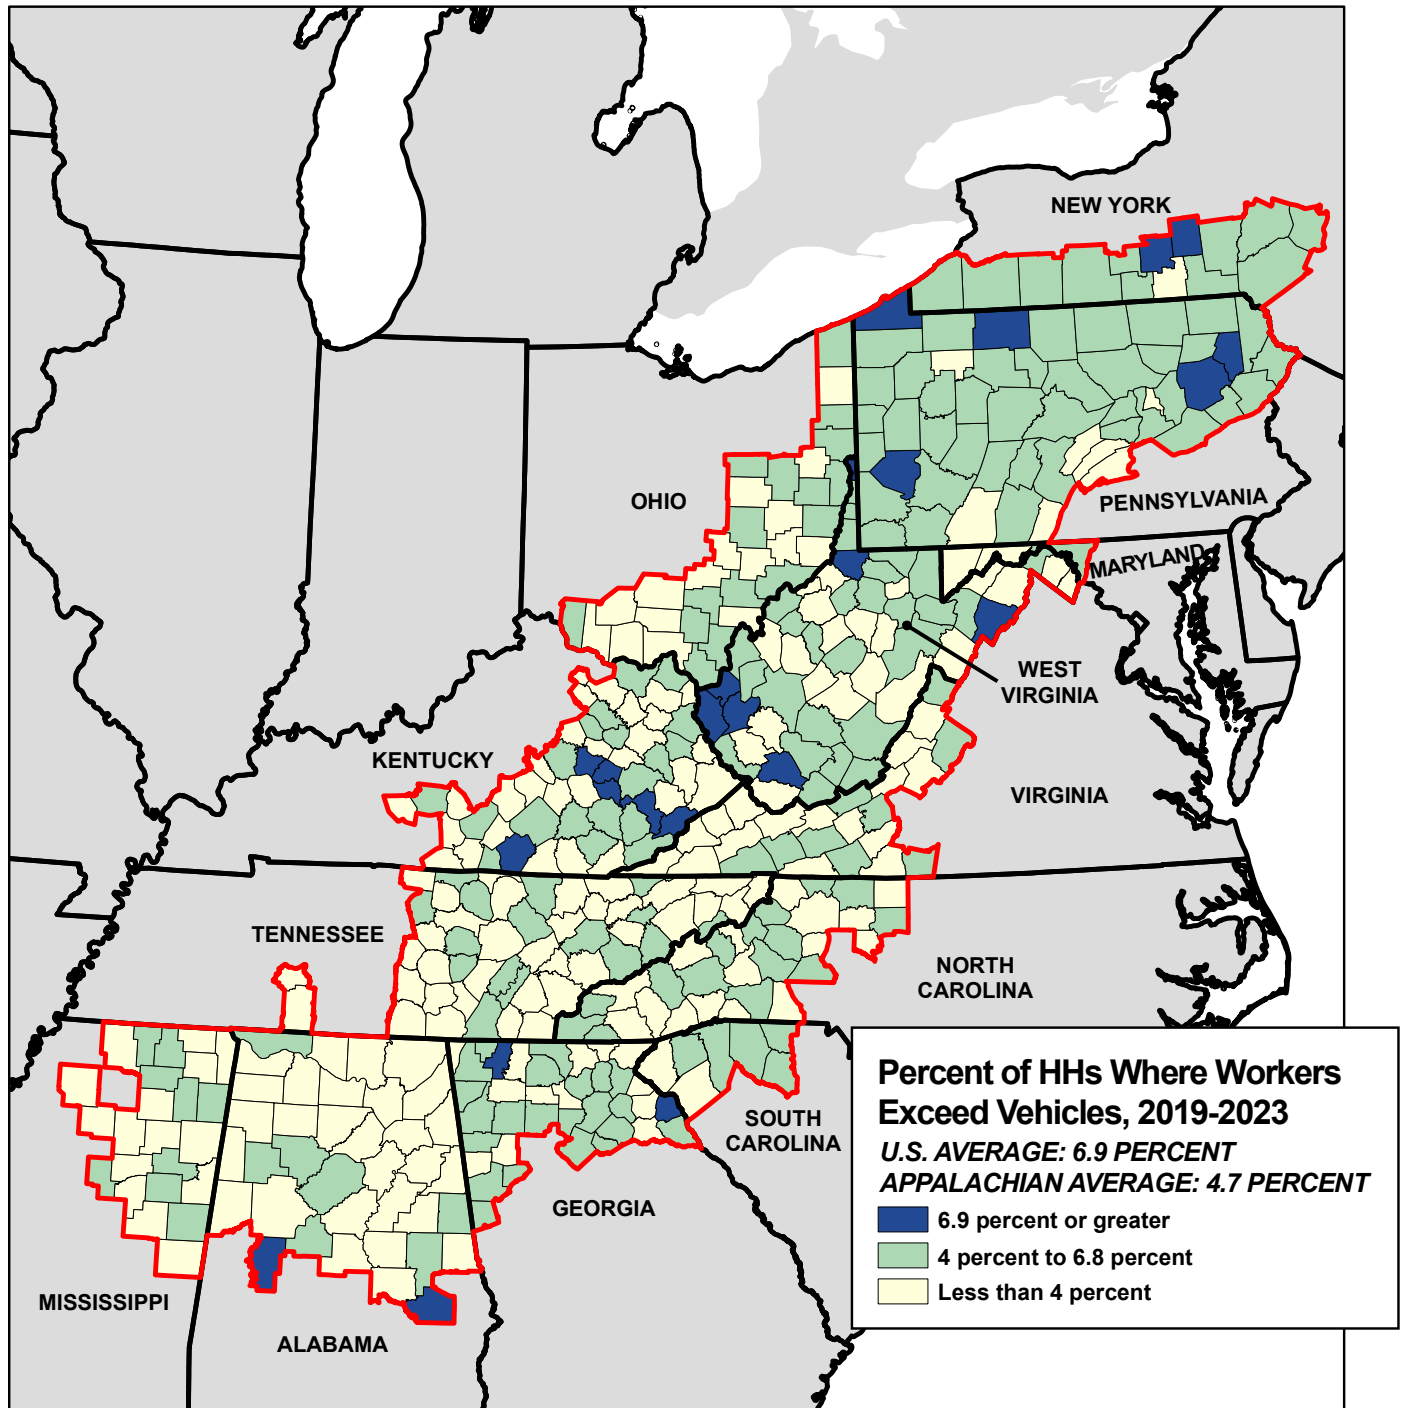 NEW YORK
OHIO
PENNSYLVANIA
MARYLAND
WEST
VIRGINIA
KENTUCKY
VIRGINIA
TENNESSEE
NORTH
CAROLINA
SOUTH
CAROLINA
GEORGIA
MISSISSIPPI
ALABAMA
Percent of HHs Where Workers
Exceed Vehicles, 2019-2023
U.S. AVERAGE: 6.9 PERCENT
APPALACHIAN AVERAGE: 4.7 PERCENT
6.9 percent or greater
4 percent to 6.8 percent
Less than 4 percent